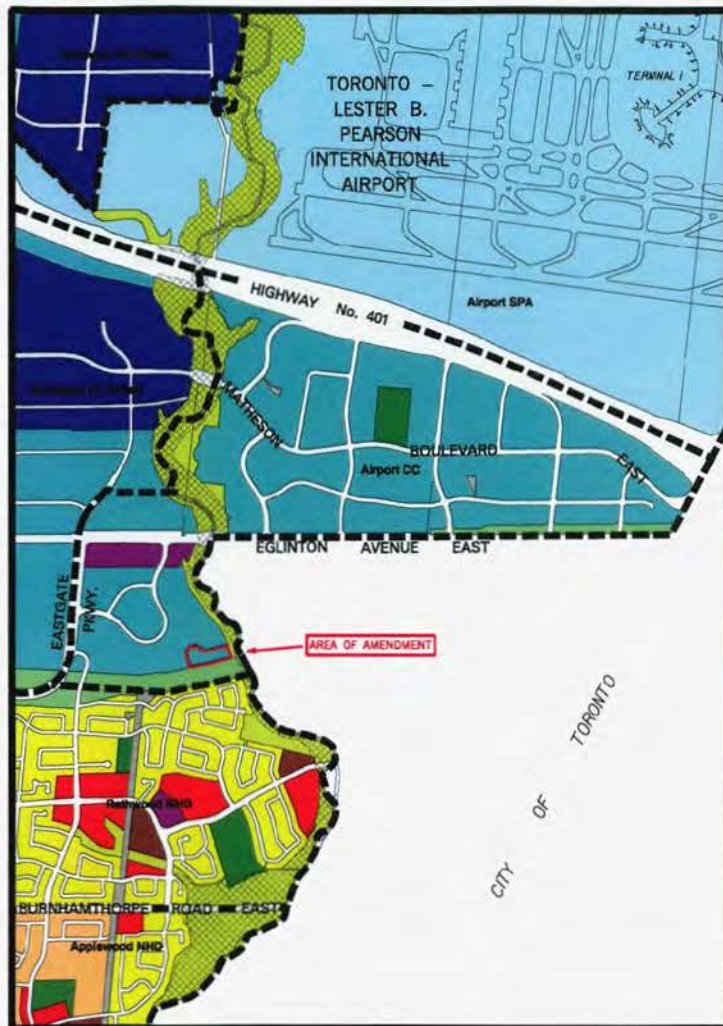 TORONTO –
LESTER B.
PEARSON
INTERNATIONAL
AIRPORT
TERMINAL 1
HIGHWAY No. 401
Airport SPA
MATHESON
BOULEVARD
EAST
Airport CC
EGLINTON AVENUE EAST
EASTGATE
PKWY.
AREA OF AMENDMENT
CITY OF TORONTO
Rathwood NHD
BURNHAMTHORPE ROAD EAST
Applewood NHD